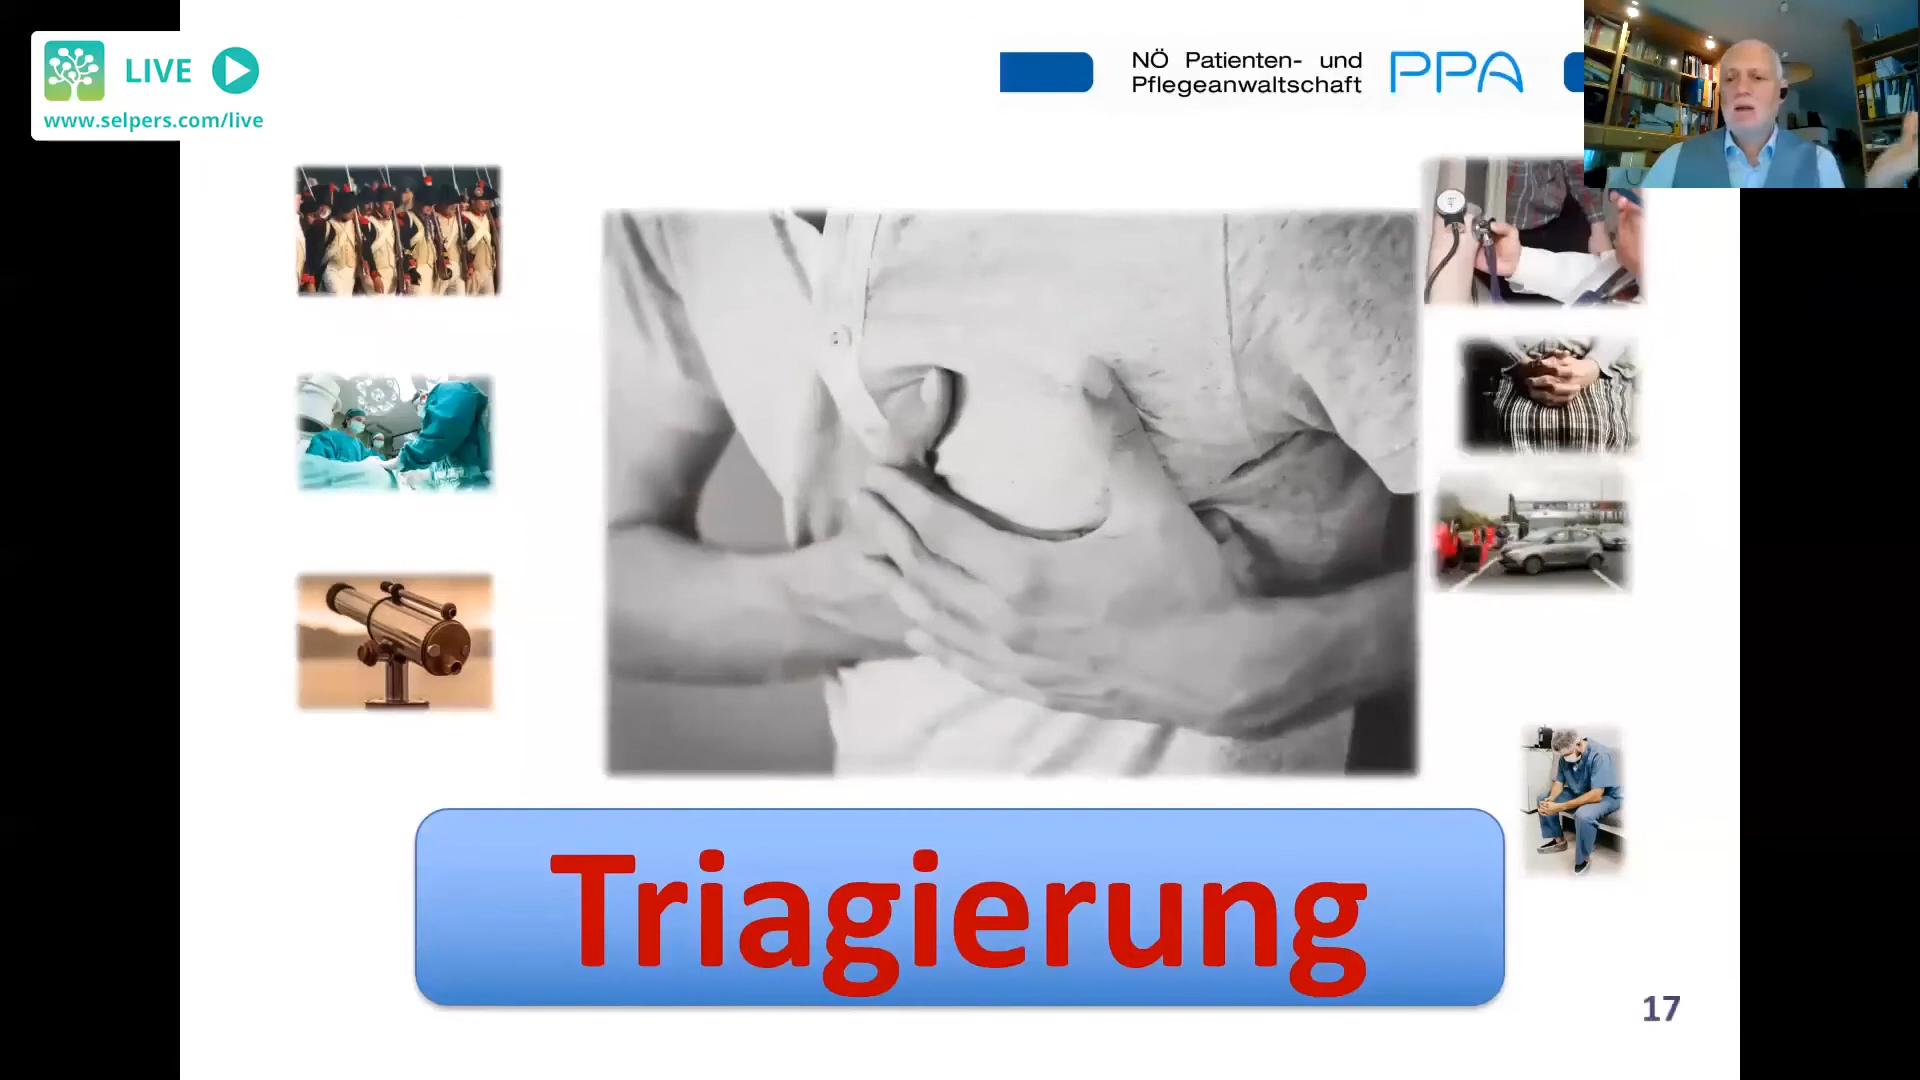 LIVE
www.selpers.com/live
NÖ Patienten- und
Pflegeanwaltschaft
PPA
Triagierung
17